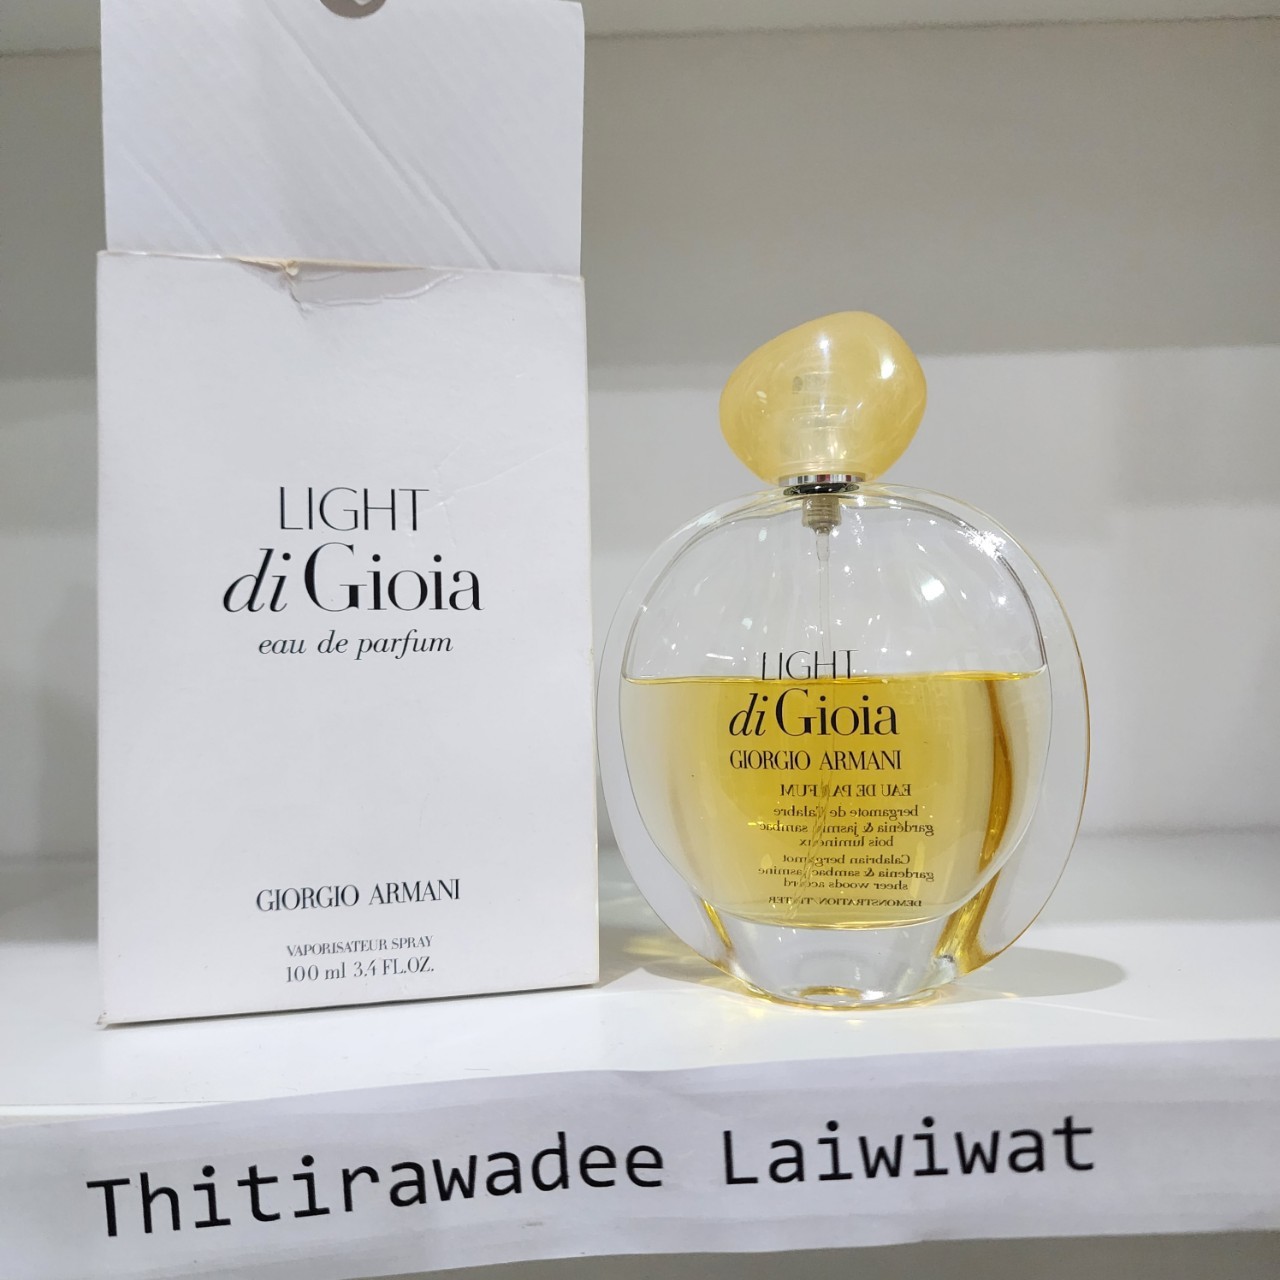 LIGHT
di Gioia
eau de parfum
GIORGIO ARMANI
VAPORISATEUR SPRAY
100 ml 3.4 FL.OZ.
LIGHT
di Gioia
GIORGIO ARMANI
EAU DE PARFUM
bergamote de Calabre
gardénia & jasmin sambac
bois lumineux
Calabrian bergamot
gardenia & sambac jasmine
sheer woods accord
DEMONSTRATION/TESTER
Thitirawadee Laiwiwat